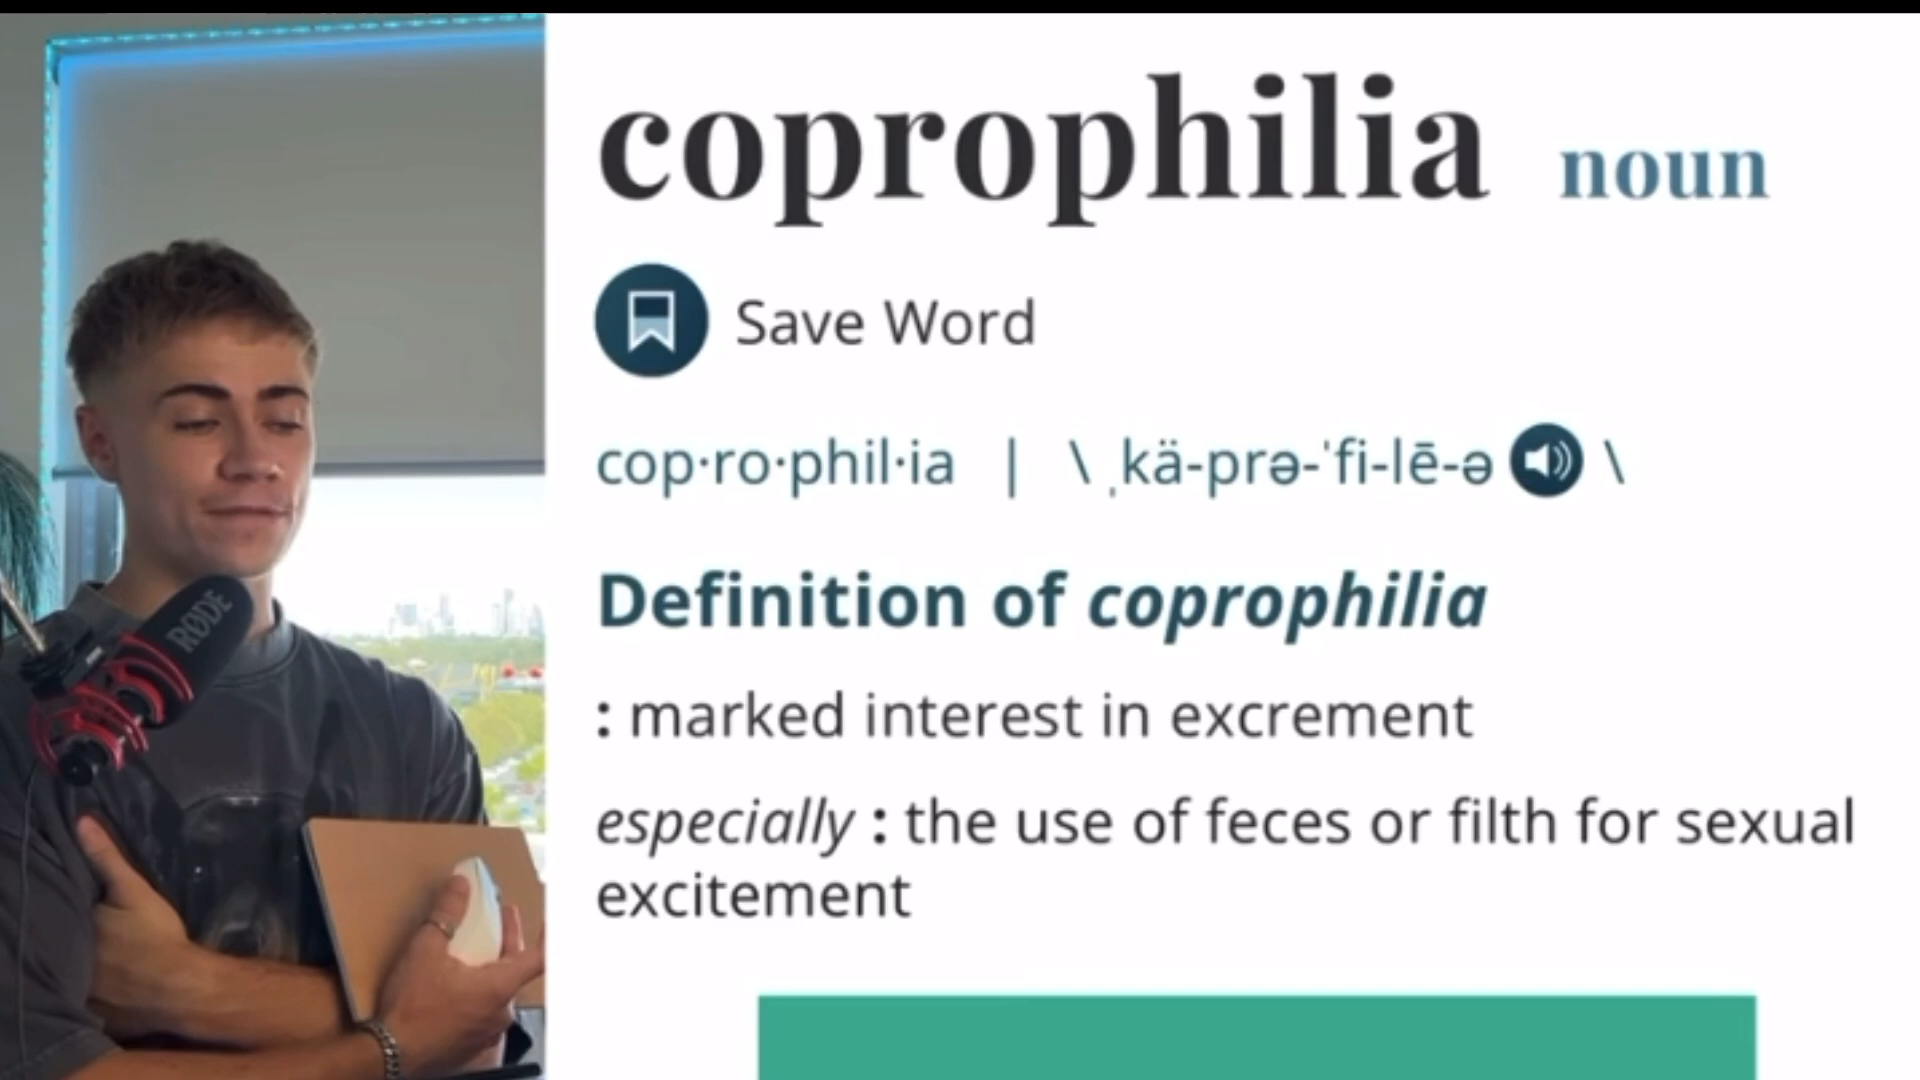 coprophilia noun
Save Word
cop·ro·phil·ia | \ ˌkä-prə-ˈfi-lē-ə \
Definition of coprophilia
: marked interest in excrement
especially : the use of feces or filth for sexual
excitement
RØDE